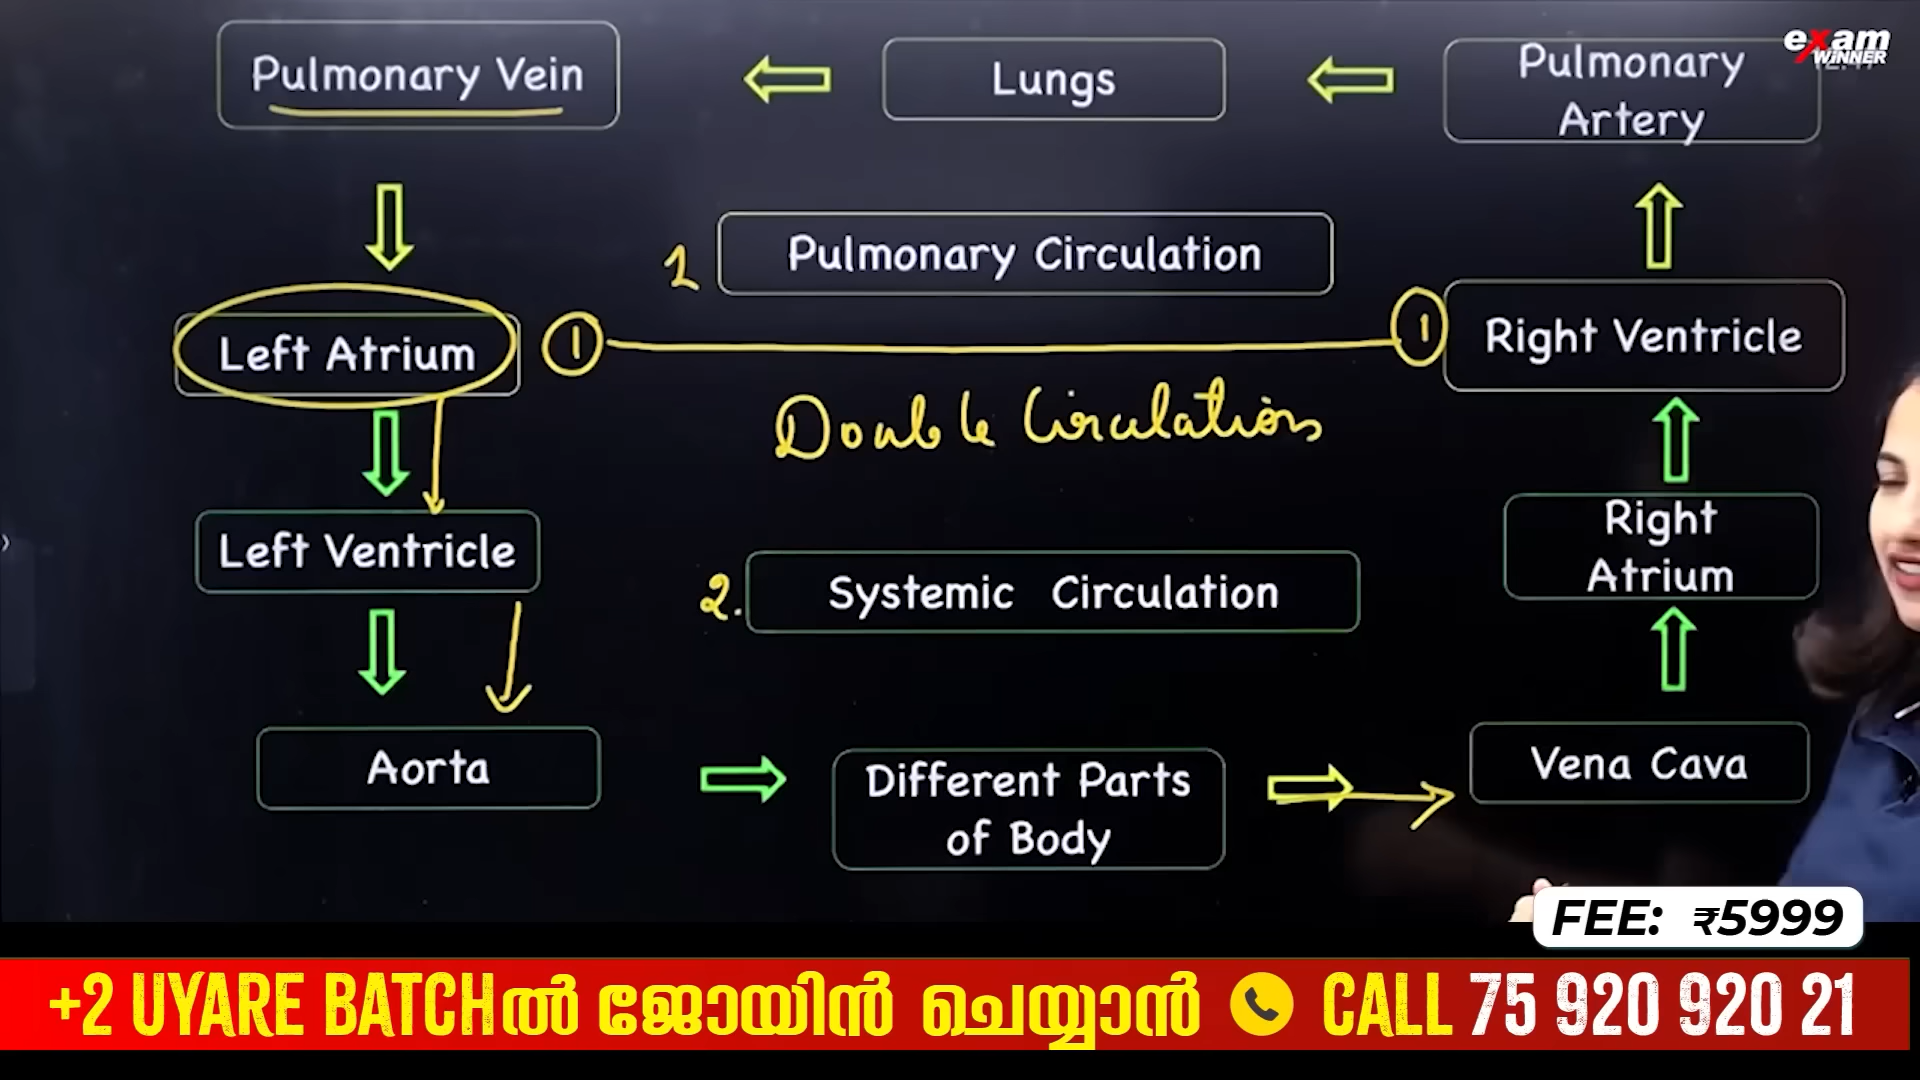 Pulmonary Vein
Lungs
Pulmonary
Artery
exam
WINNER
1
Pulmonary Circulation
Left Atrium
1
1
Right Ventricle
Double Circulation
Left Ventricle
2.
Systemic Circulation
Right
Atrium
Aorta
Different Parts
of Body
Vena Cava
FEE: ₹5999
+2 UYARE BATCHൽ ജോയിൻ ചെയ്യാൻ CALL 75 920 920 21